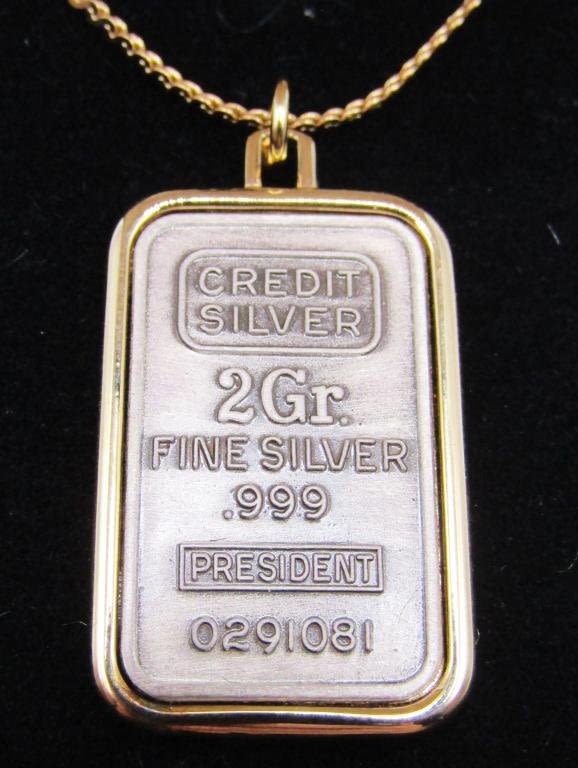 CREDIT
SILVER
2Gr.
FINE SILVER
.999
PRESIDENT
0291081